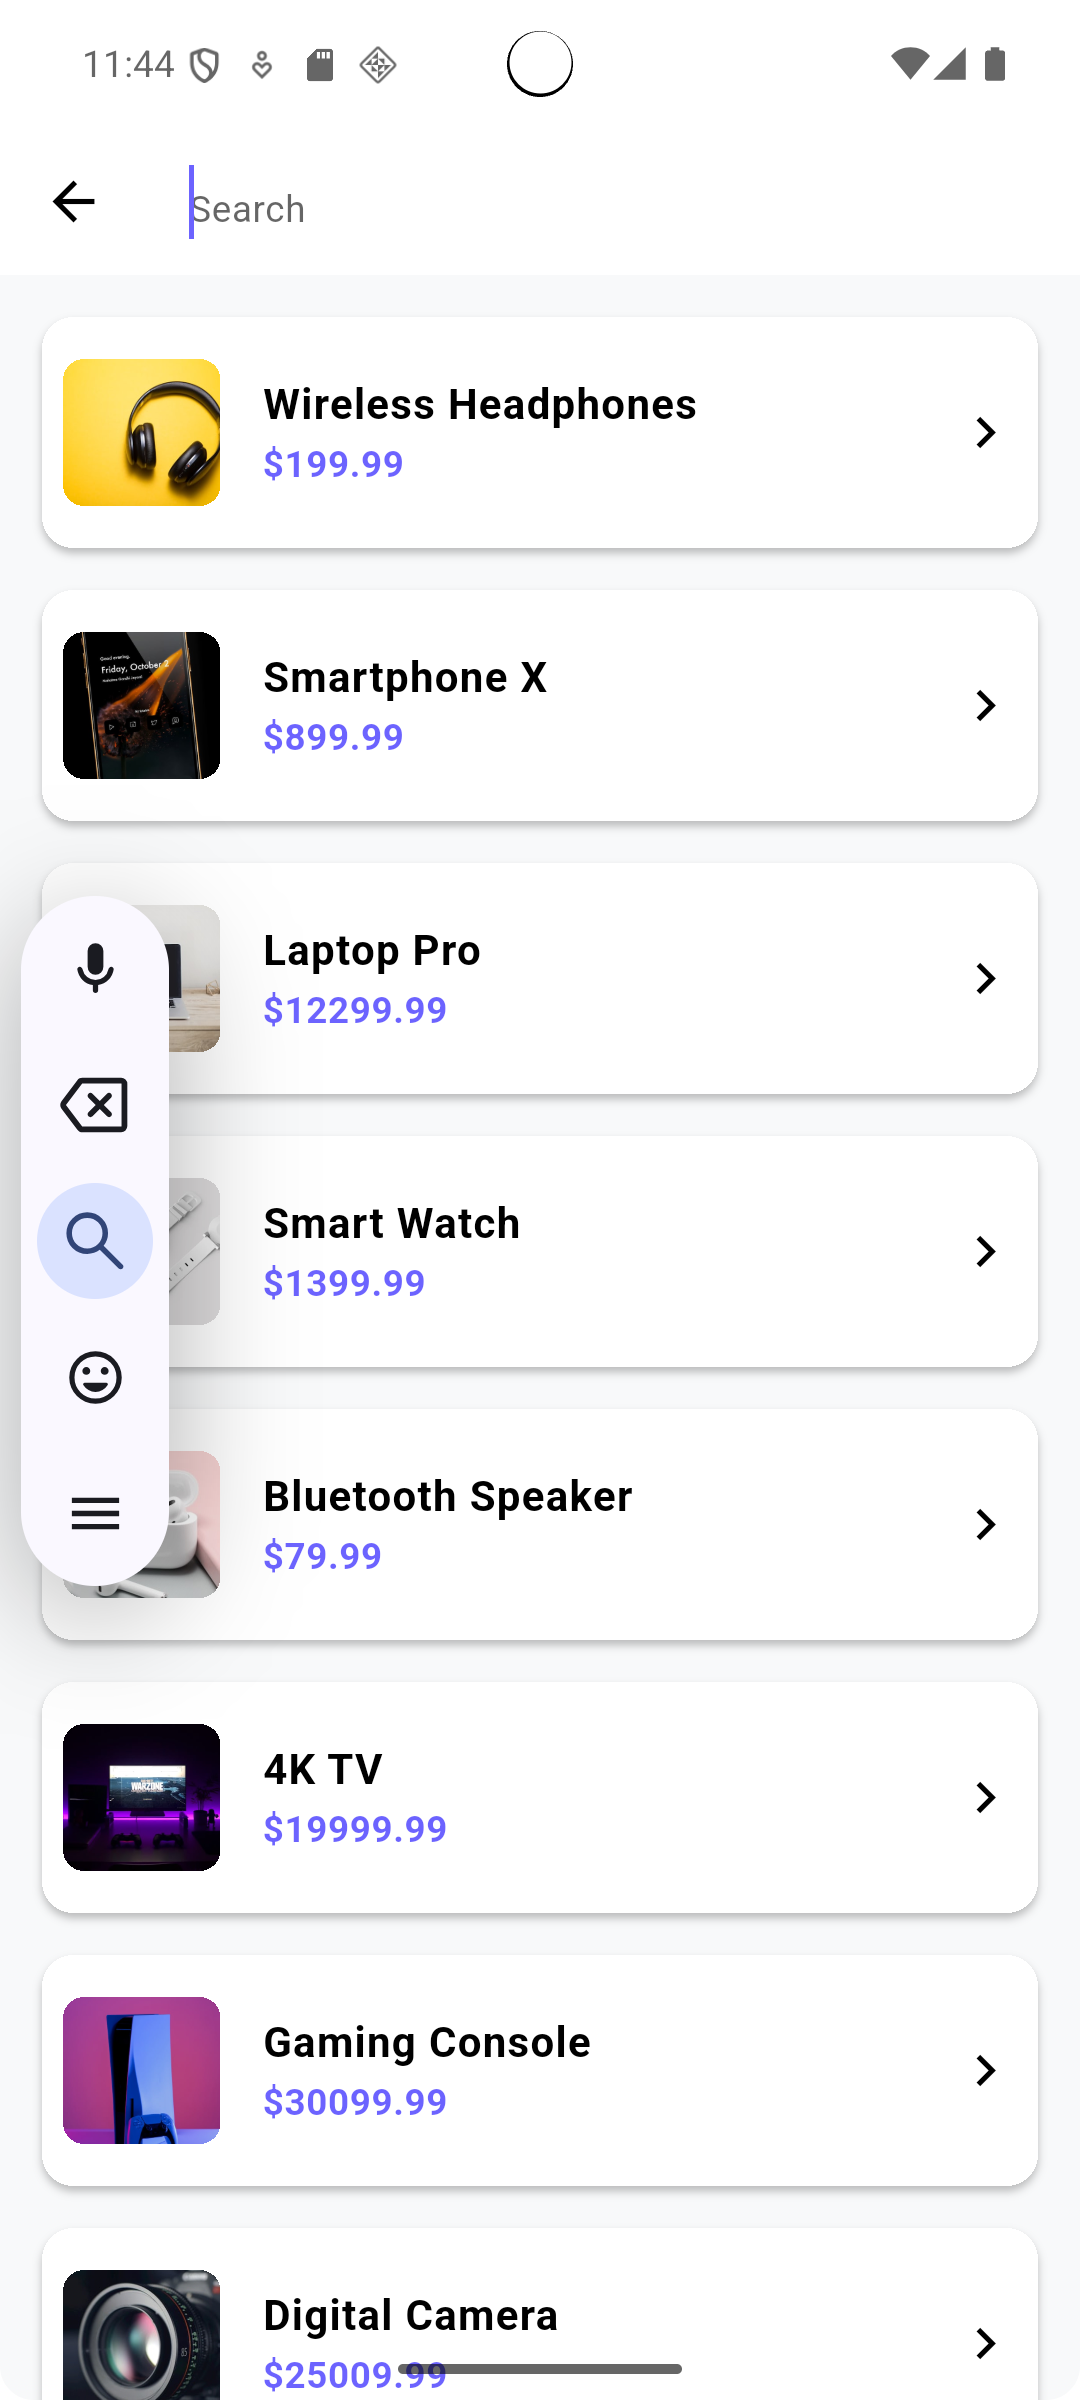 11:44
Search
Wireless Headphones
$199.99
Good evening,
Friday, October 2
Smartphone X
$899.99
Laptop Pro
$12299.99
Smart Watch
$1399.99
Bluetooth Speaker
$79.99
WARZONE
4K TV
$19999.99
Gaming Console
$30099.99
Digital Camera
$25009.99